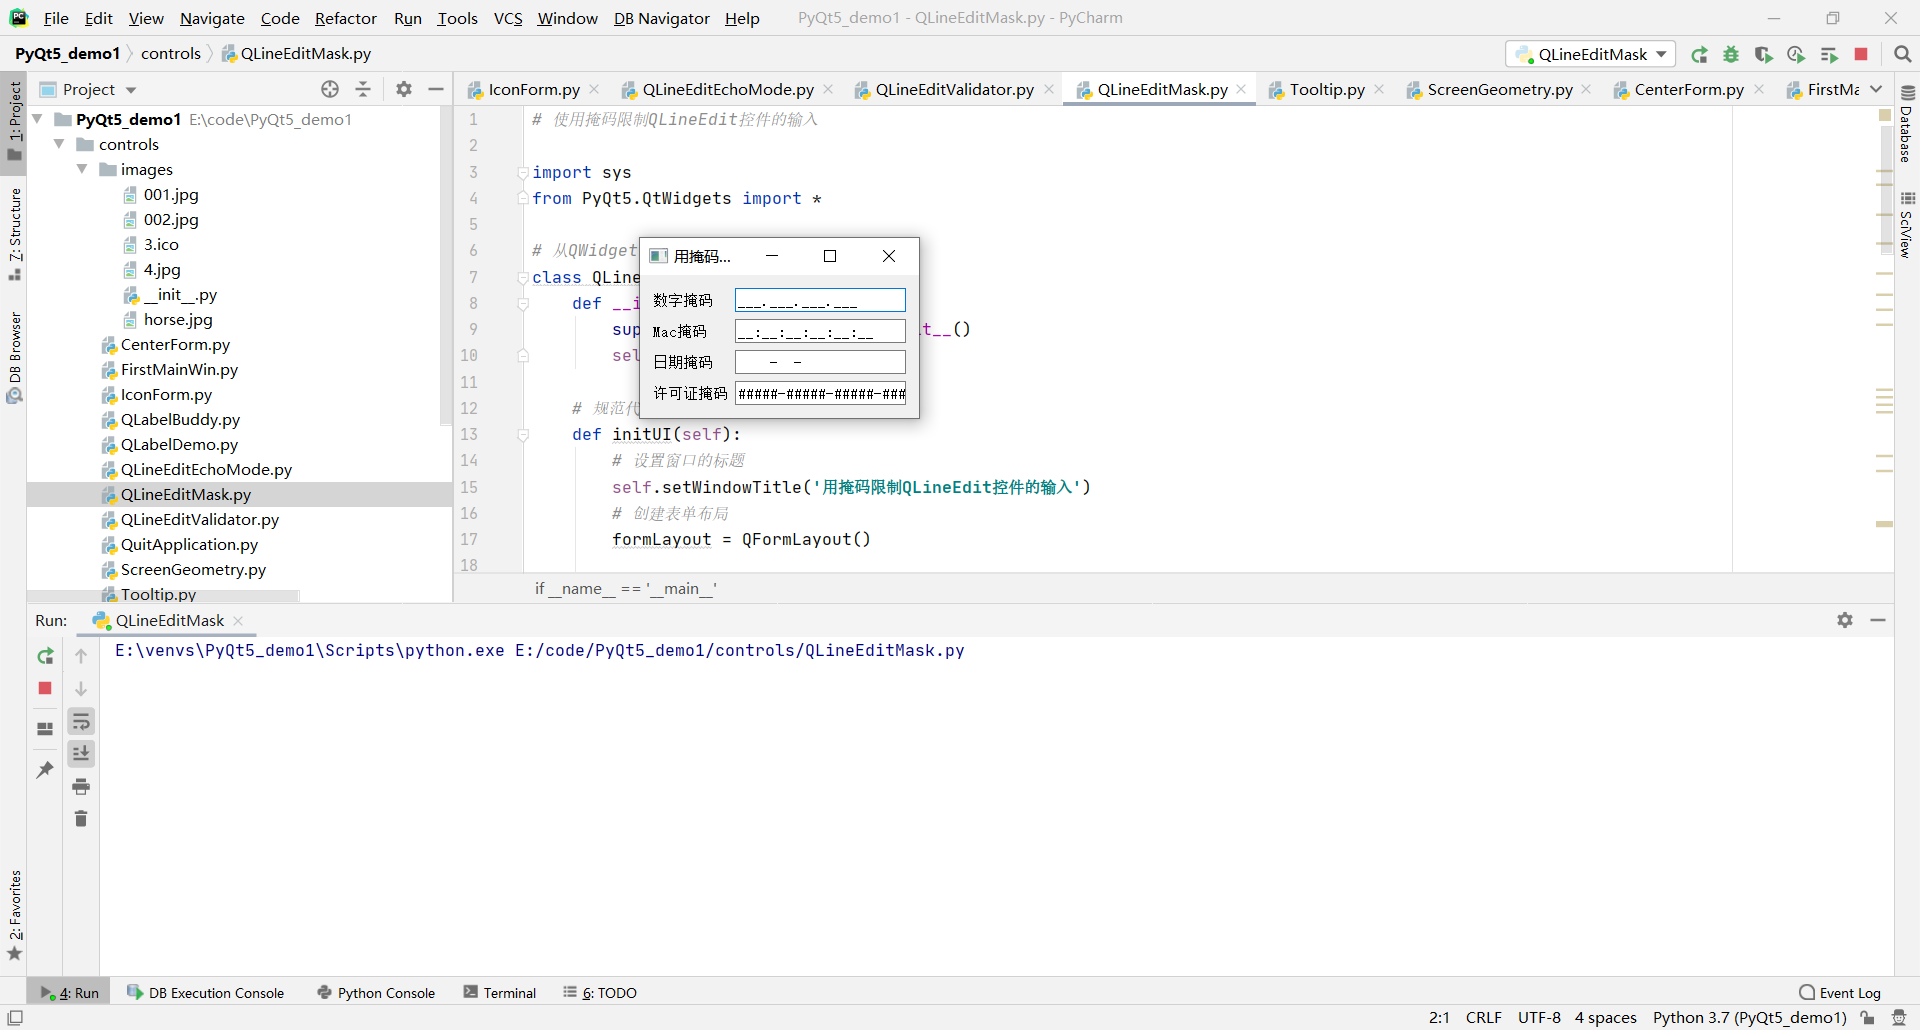 File Edit View Navigate Code Refactor Run Tools VCS Window DB Navigator Help PyQt5_demo1 - QLineEditMask.py - PyCharm
PyQt5_demo1 controls QLineEditMask.py QLineEditMask
Project
IconForm.py QLineEditEchoMode.py QLineEditValidator.py QLineEditMask.py Tooltip.py ScreenGeometry.py CenterForm.py FirstMa
1: Project
7: Structure
DB Browser
2: Favorites
PyQt5_demo1 E:\code\PyQt5_demo1
controls
images
001.jpg
002.jpg
3.ico
4.jpg
__init__.py
horse.jpg
CenterForm.py
FirstMainWin.py
IconForm.py
QLabelBuddy.py
QLabelDemo.py
QLineEditEchoMode.py
QLineEditMask.py
QLineEditValidator.py
QuitApplication.py
ScreenGeometry.py
Tooltip.py
1 # 使用掩码限制QLineEdit控件的输入
2
3 import sys
4 from PyQt5.QtWidgets import *
5
6 # 从QWidget
7 class QLine
8 def __i
9 sup t__()
10 sel
11
12 # 规范代
13 def initUI(self):
14 # 设置窗口的标题
15 self.setWindowTitle('用掩码限制QLineEdit控件的输入')
16 # 创建表单布局
17 formLayout = QFormLayout()
18
if __name__ == '__main__'
用掩码...
数字掩码 ___.___.___.___
Mac掩码 __:__:__:__:__:__
日期掩码 - -
许可证掩码 #####-#####-#####-###
Database
SciView
Run: QLineEditMask
E:\venvs\PyQt5_demo1\Scripts\python.exe E:/code/PyQt5_demo1/controls/QLineEditMask.py
4: Run DB Execution Console Python Console Terminal 6: TODO Event Log
2:1 CRLF UTF-8 4 spaces Python 3.7 (PyQt5_demo1)